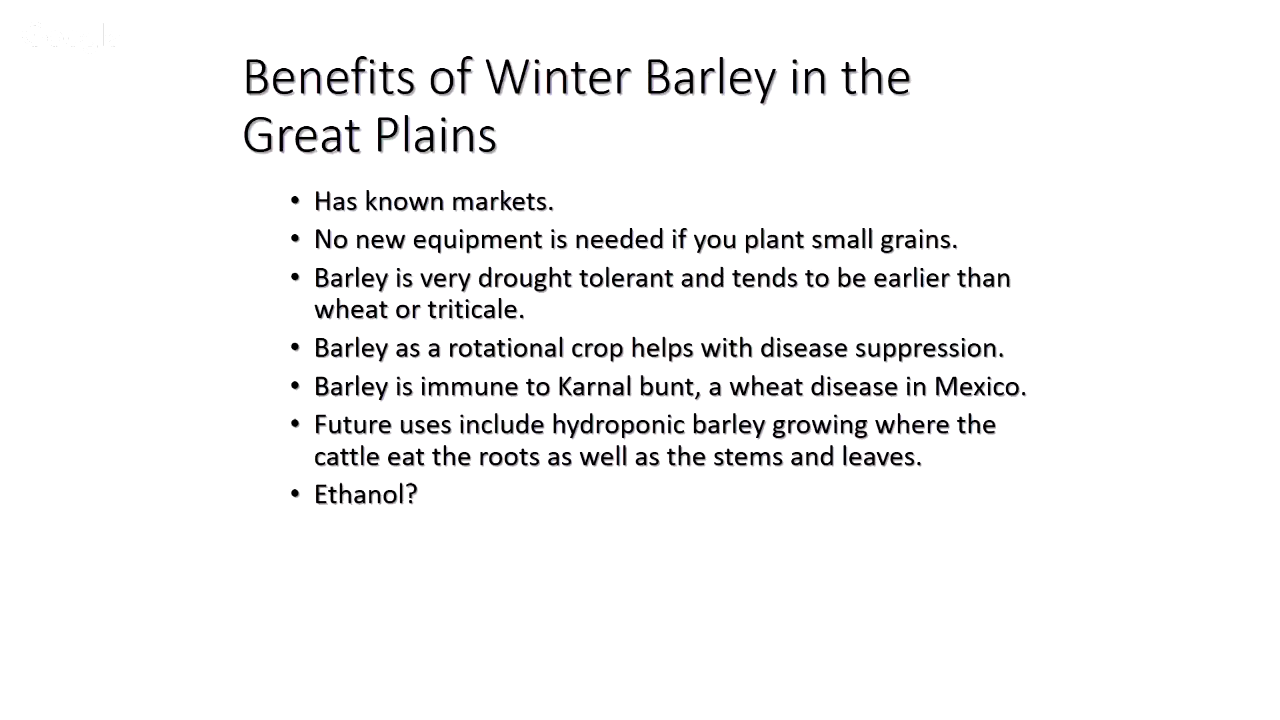 Benefits of Winter Barley in the
Great Plains
• Has known markets.
• No new equipment is needed if you plant small grains.
• Barley is very drought tolerant and tends to be earlier than
wheat or triticale.
• Barley as a rotational crop helps with disease suppression.
• Barley is immune to Karnal bunt, a wheat disease in Mexico.
• Future uses include hydroponic barley growing where the
cattle eat the roots as well as the stems and leaves.
• Ethanol?